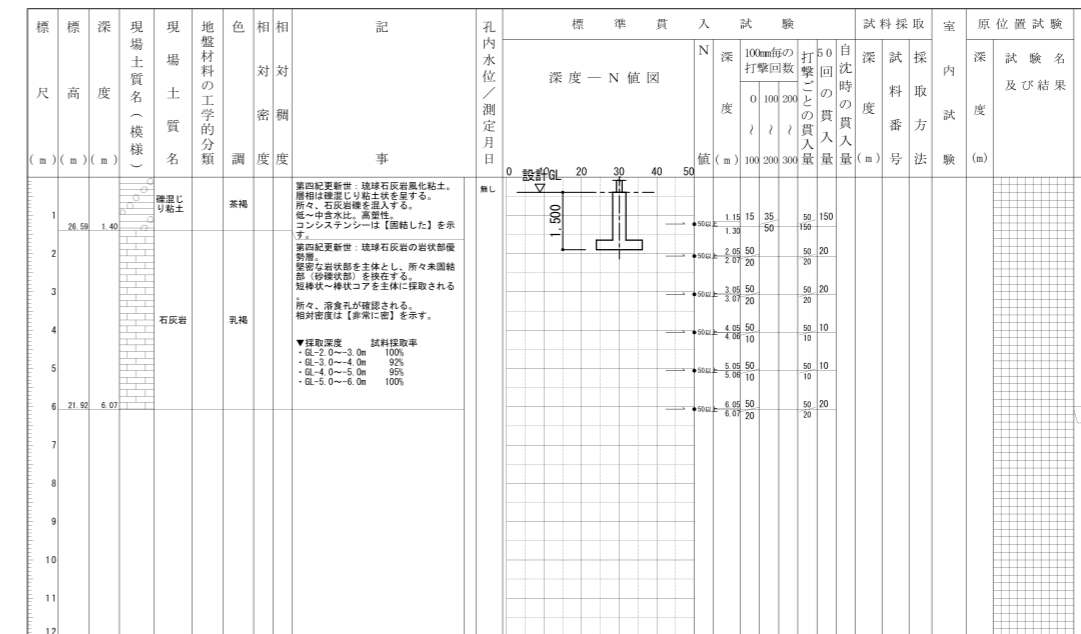 標尺(m)
標高(m)
深度(m)
現場土質名(模様)
現場土質名
地盤材料の工学的分類
色調
相対密度
相対稠度
記事
孔内水位/測定月日
標準貫入試験
深度―N値図
N値
深度(m)
100mm毎の
打撃回数
0 100 200
~ ~ ~
100 200 300
打撃ごとの貫入量
50回の貫入量
自沈時の貫入量
試料採取
深度(m)
試料番号
採取方法
室内試験
原位置試験
深度(m)
試験名
及び結果
0 10 20 30 40 50
設計GL
1,500
無し
礫混じ
り粘土
茶褐
第四紀更新世:琉球石灰岩風化粘土。
層相は礫混じり粘土状を呈する。
所々、石灰岩礫を混入する。
低~中含水比。高塑性。
コンシステンシーは【固結した】を示
す。
1
26.59 1.40
50以上 1.15 15 35 50 150
1.30 50 150
第四紀更新世:琉球石灰岩の岩状部優
勢層。
堅密な岩状部を主体とし、所々未固結
部(砂礫状部)を挟在する。
短棒状~棒状コアを主体に採取される
。
所々、溶食孔が確認される。
相対密度は【非常に密】を示す。
▼採取深度 試料採取率
・GL-2.0~-3.0m 100%
・GL-3.0~-4.0m 92%
・GL-4.0~-5.0m 95%
・GL-5.0~-6.0m 100%
石灰岩
乳褐
2
50以上 2.05 50 50 20
2.07 20 20
3
50以上 3.05 50 50 20
3.07 20 20
4
50以上 4.05 50 50 10
4.06 10 10
5
50以上 5.05 50 50 10
5.06 10 10
6 21.92 6.07
50以上 6.05 50 50 20
6.07 20 20
7
8
9
10
11
12